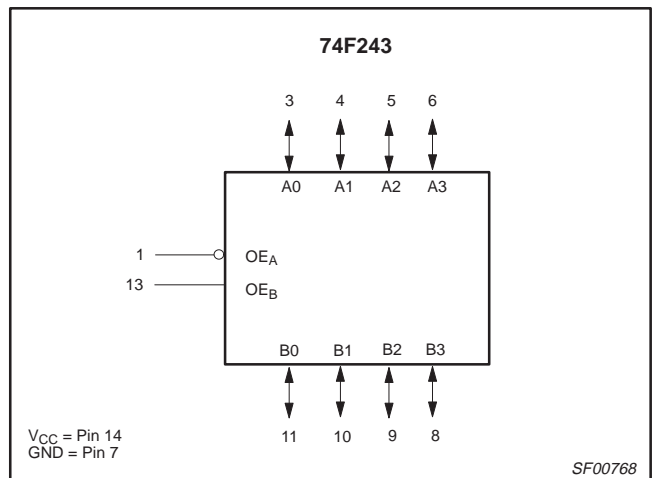 74F243
3 4 5 6
A0 A1 A2 A3
1 OEA
13 OEB
B0 B1 B2 B3
11 10 9 8
VCC = Pin 14
GND = Pin 7
SF00768